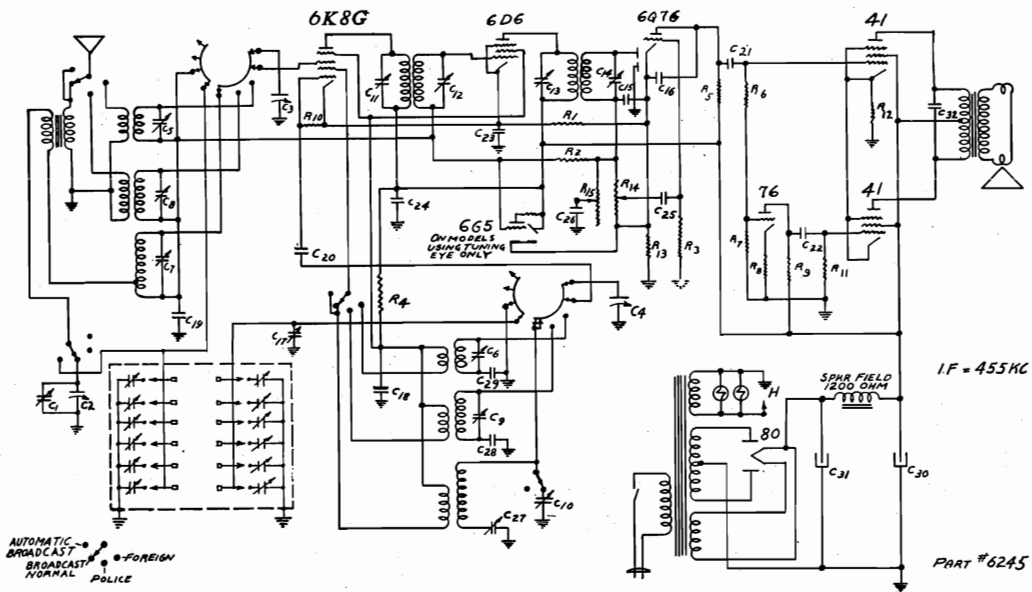 6K8G
6D6
6Q76
41
C21
C3
C11
C12
C13
C14
C15
C16
R5
R6
R12
C32
C5
R10
C23
R1
R2
C8
C24
R15
R14
C26
C25
6G5
ON MODELS
USING TUNING
EYE ONLY
76
41
C22
R7
R8
R9
R11
R13
R3
C7
C20
C19
R4
C4
C17
C6
C29
C18
C9
C28
C1
C2
C10
C27
I.F = 455KC
SPKR FIELD
1200 OHM
H
80
C31
C30
AUTOMATIC
BROADCAST
BROADCAST
NORMAL
FOREIGN
POLICE
PART #6245